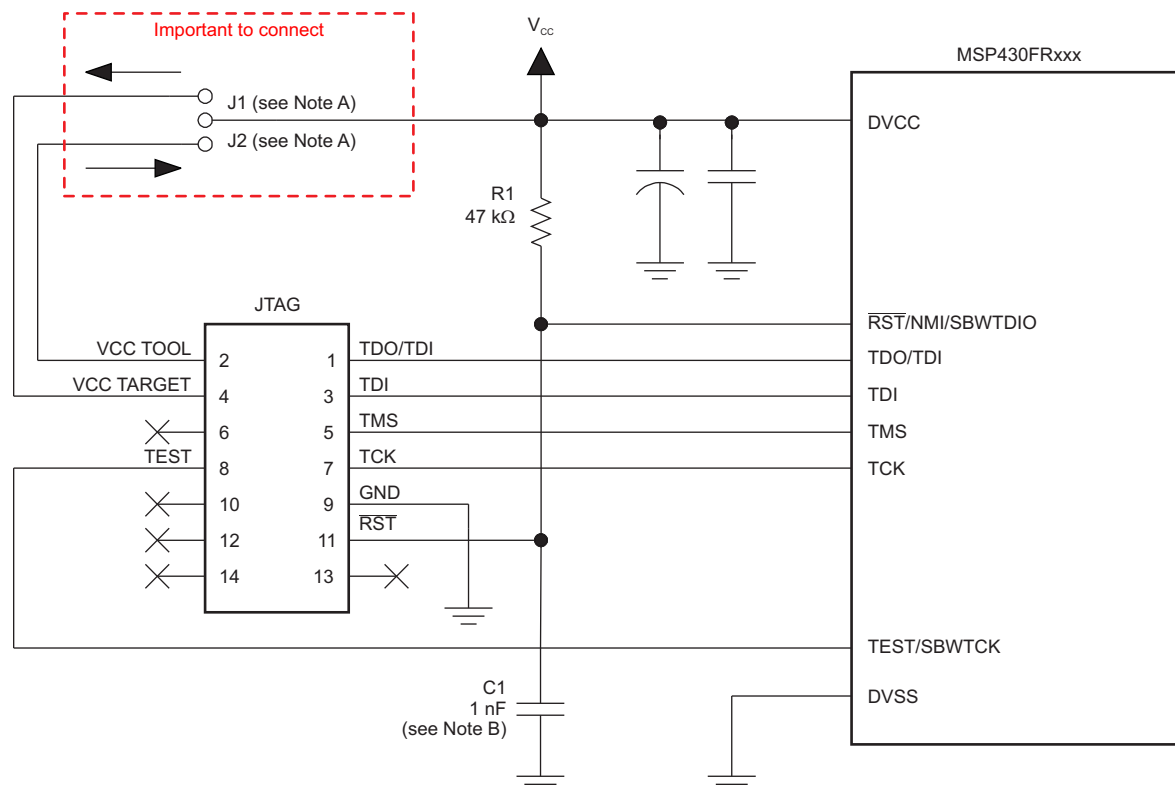 Important to connect
J1 (see Note A)
J2 (see Note A)
VCC
MSP430FRxxx
DVCC
R1
47 kΩ
JTAG
RST/NMI/SBWTDIO
VCC TOOL
2
1
TDO/TDI
TDO/TDI
VCC TARGET
4
3
TDI
TDI
6
5
TMS
TMS
TEST
8
7
TCK
TCK
10
9
GND
12
11
RST
14
13
TEST/SBWTCK
C1
1 nF
(see Note B)
DVSS